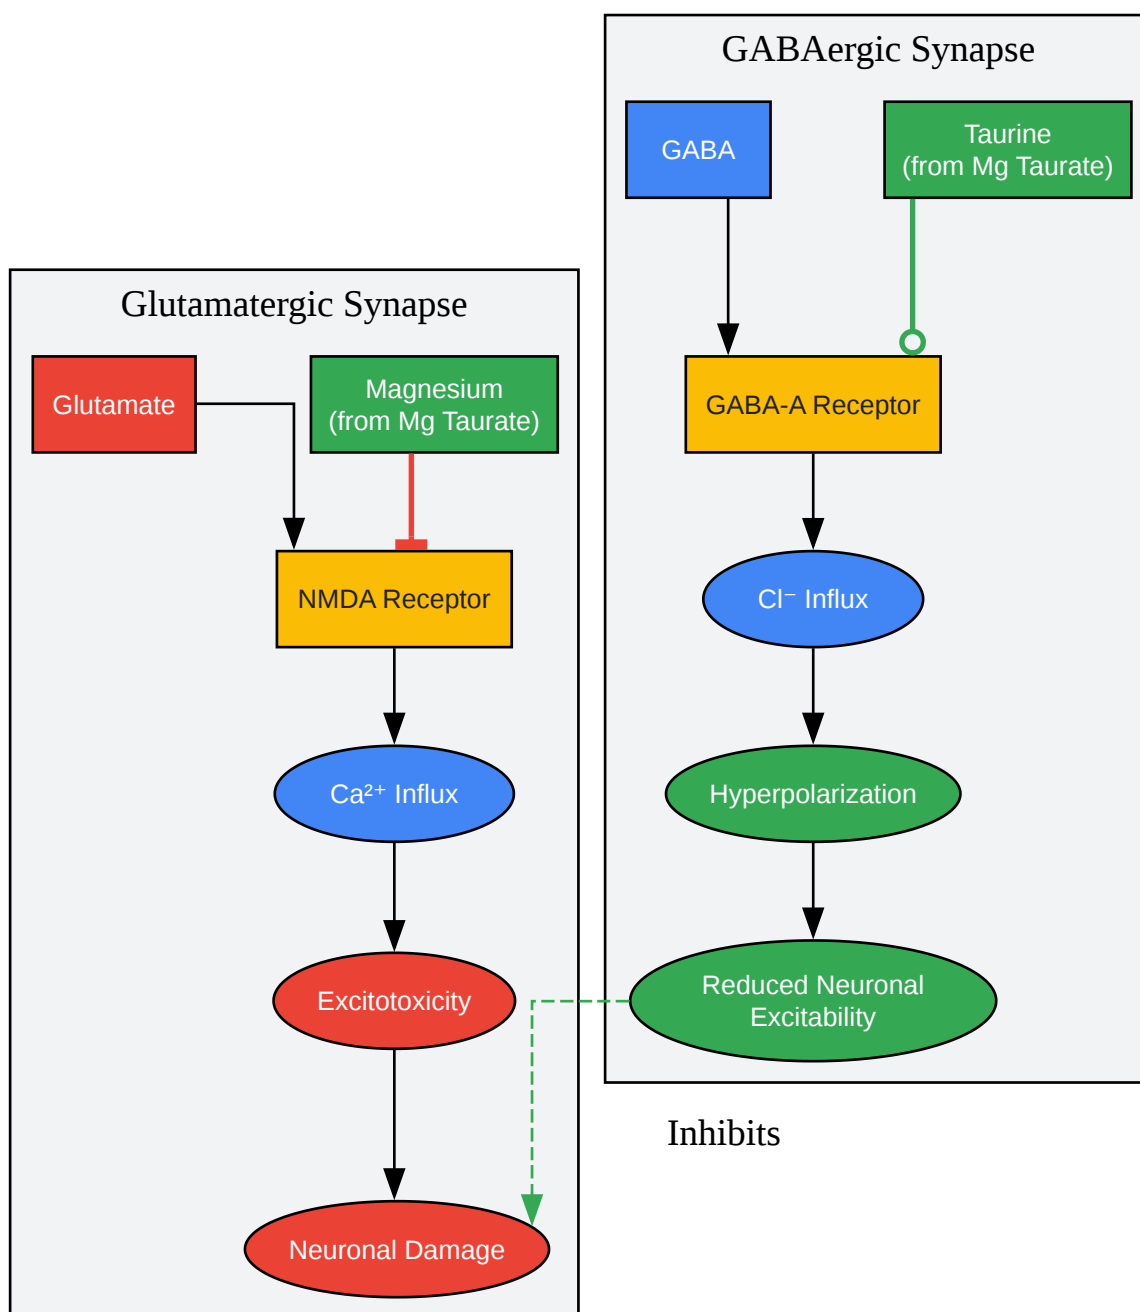 GABAergic Synapse
GABA
Taurine
(from Mg Taurate)
GABA-A Receptor
Cl⁻ Influx
Hyperpolarization
Reduced Neuronal
Excitability
Glutamatergic Synapse
Glutamate
Magnesium
(from Mg Taurate)
NMDA Receptor
Ca²⁺ Influx
Excitotoxicity
Neuronal Damage
Inhibits